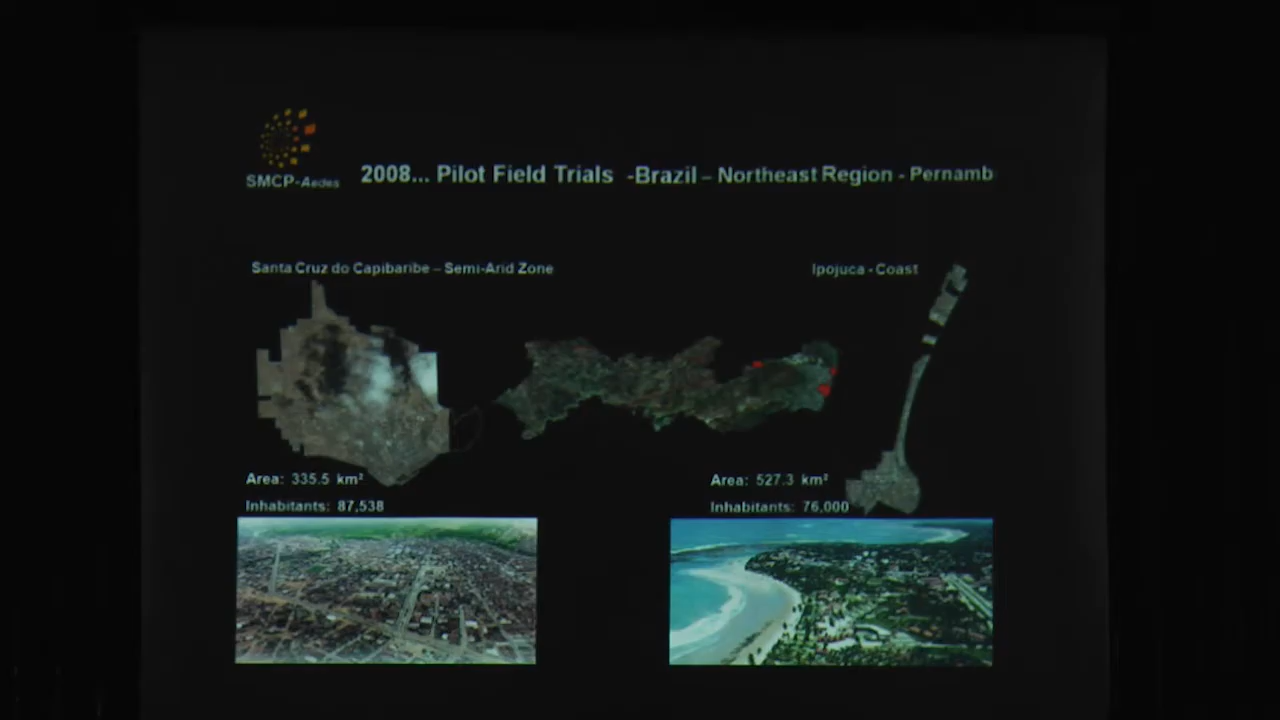 SMCP-Aedes
2008... Pilot Field Trials -Brazil – Northeast Region - Pernamb
Santa Cruz do Capibaribe – Semi-Arid Zone
Ipojuca - Coast
Area: 335.5 km²
Inhabitants: 87,538
Area: 527.3 km²
Inhabitants: 76,000